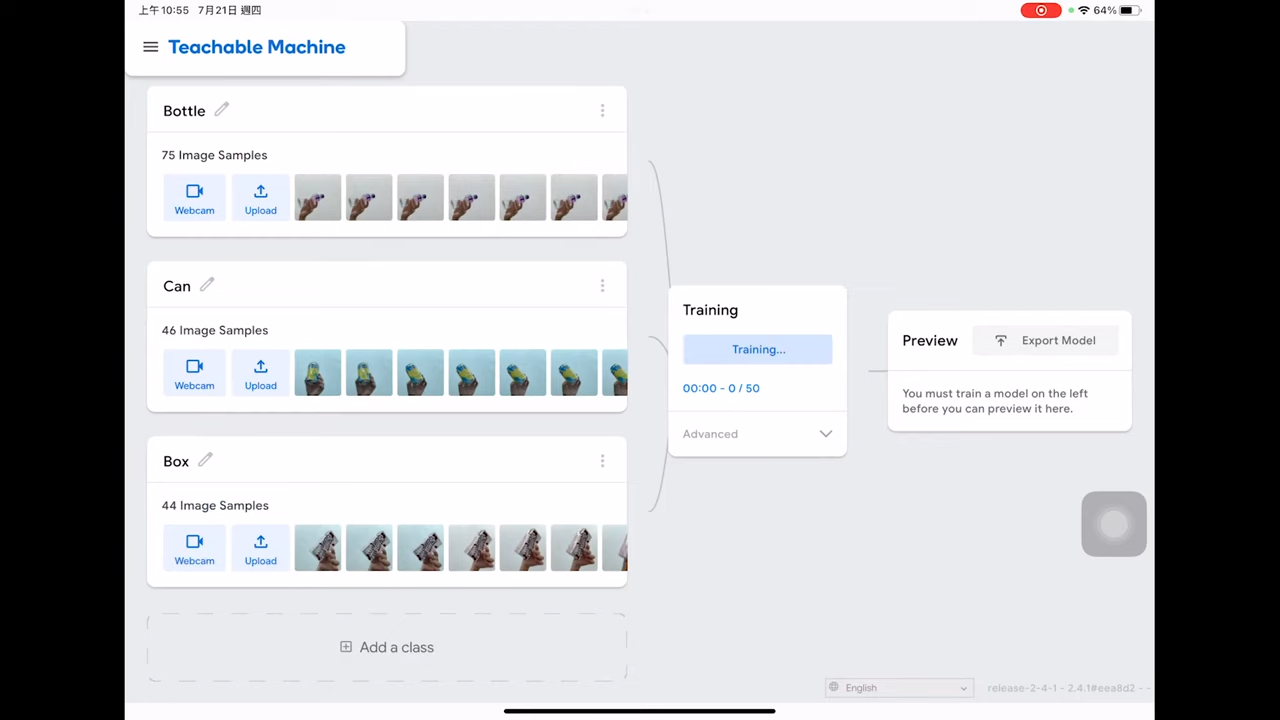 上午10:55 7月21日 週四
64%
Teachable Machine
Bottle
75 Image Samples
Webcam
Upload
Can
46 Image Samples
Webcam
Upload
Box
44 Image Samples
Webcam
Upload
Add a class
Training
Training...
00:00 - 0 / 50
Advanced
Preview
Export Model
You must train a model on the left
before you can preview it here.
English
release-2-4-1 - 2.4.1#eea8d2 - -